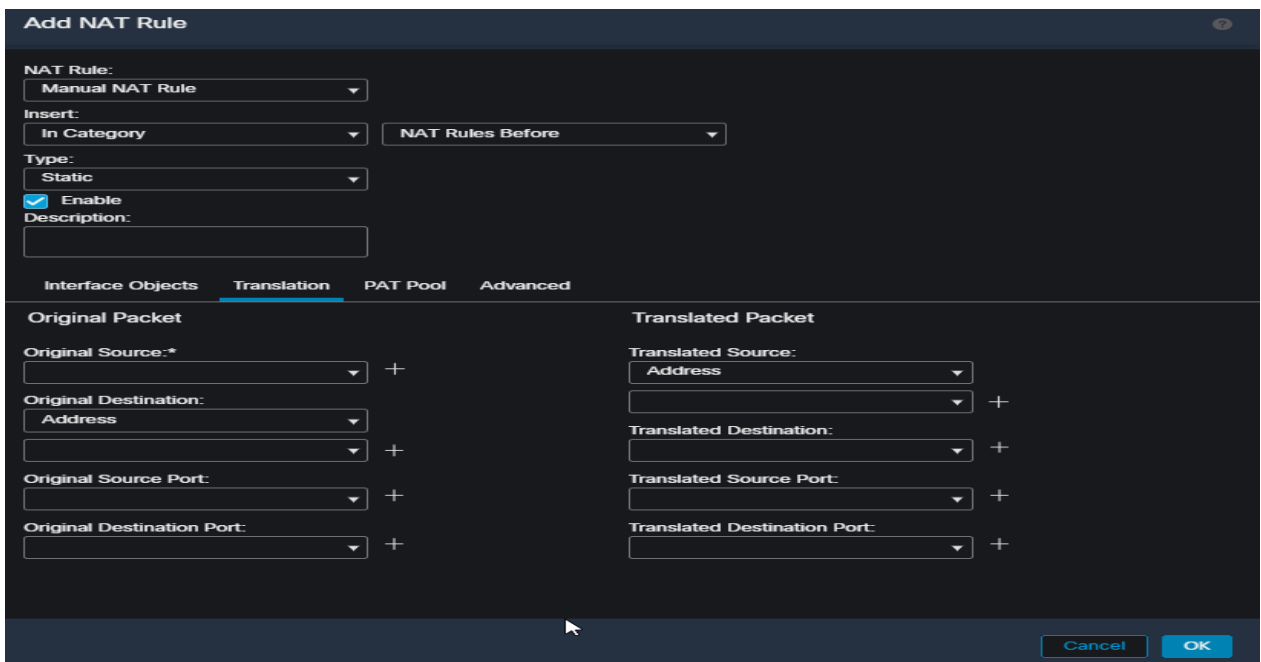 Add NAT Rule
NAT Rule:
Manual NAT Rule
Insert:
In Category
NAT Rules Before
Type:
Static
Enable
Description:
Interface Objects Translation PAT Pool Advanced
Original Packet
Original Source:*
Original Destination:
Address
Original Source Port:
Original Destination Port:
Translated Packet
Translated Source:
Address
Translated Destination:
Translated Source Port:
Translated Destination Port:
Cancel OK